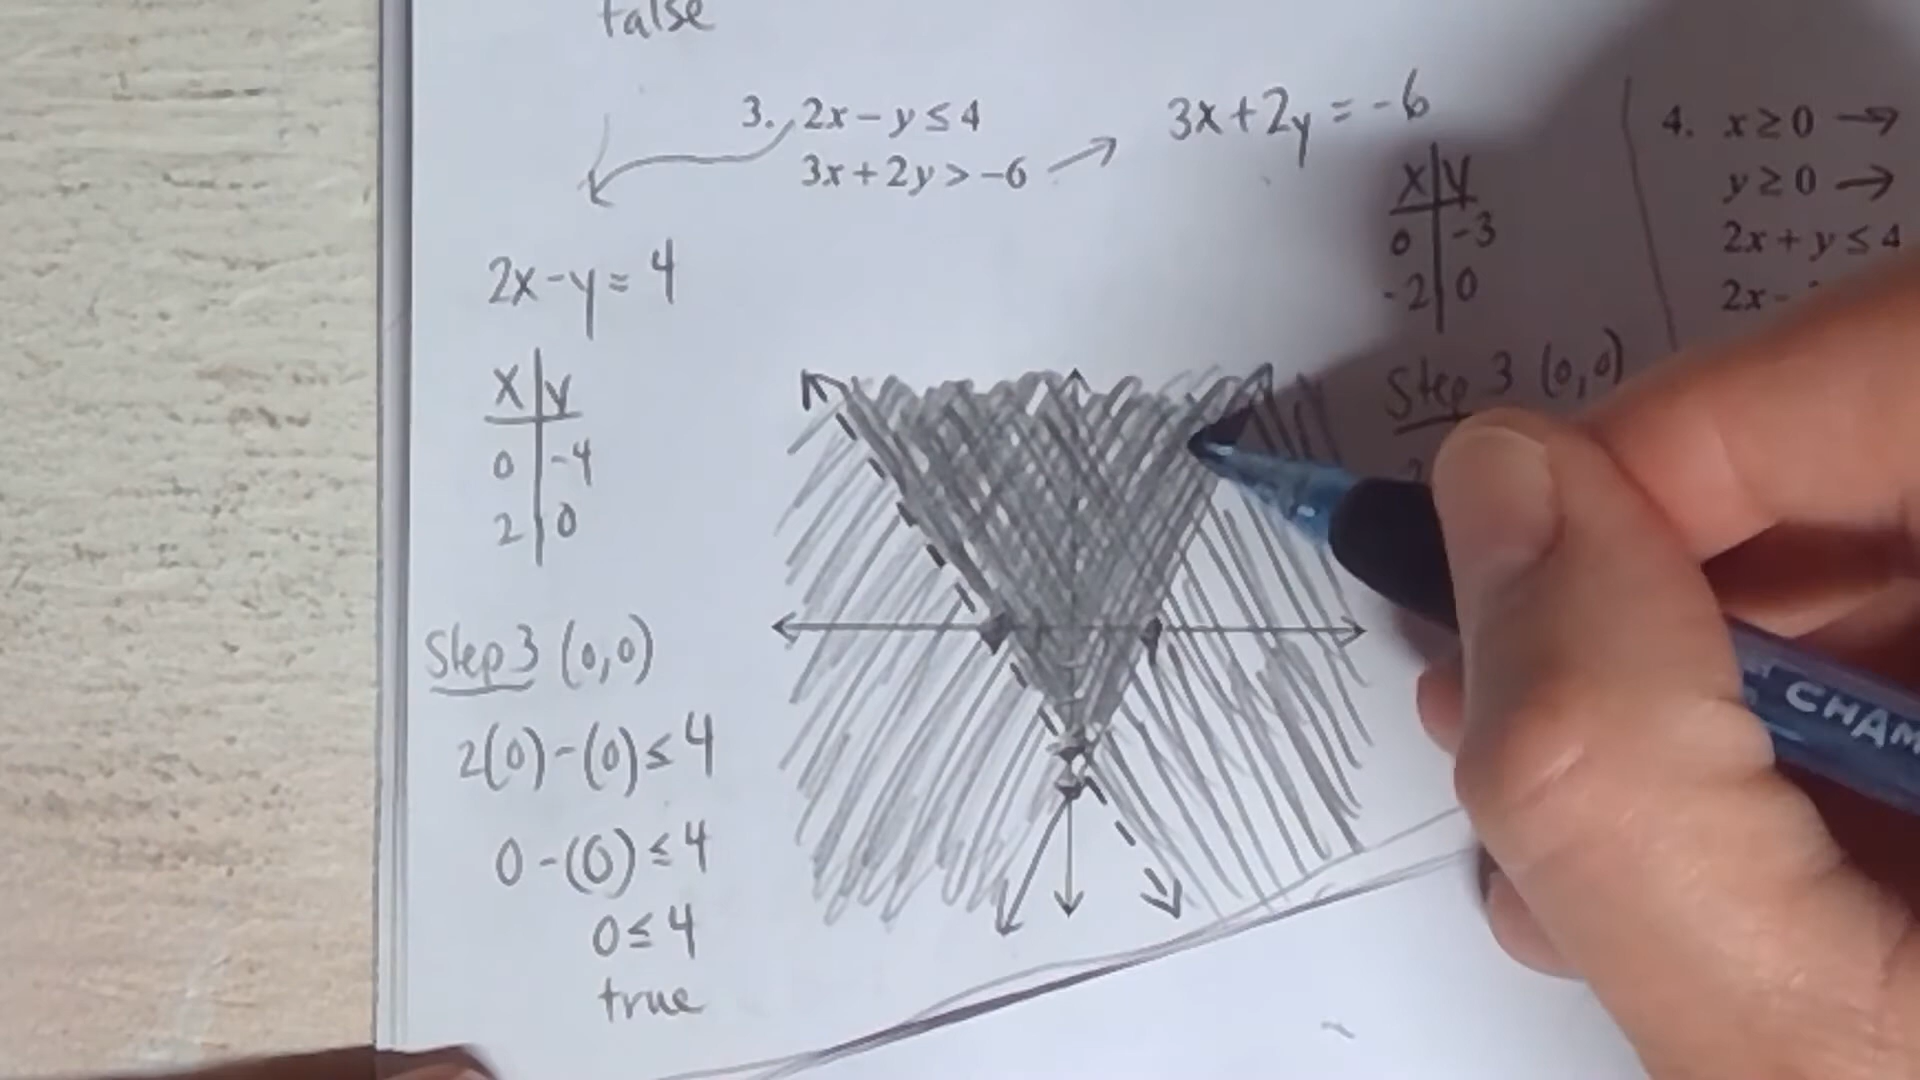 false
3. 2x − y ≤ 4
3x + 2y > −6
3x + 2y = -6
x | y
0 | -3
-2 | 0
4. x ≥ 0 →
y ≥ 0 →
2x + y ≤ 4
2x -
2x - y = 4
x | y
0 | -4
2 | 0
Step 3 (0,0)
2(0) - (0) ≤ 4
0 - (0) ≤ 4
0 ≤ 4
true
Step 3 (0,0)
CHAM